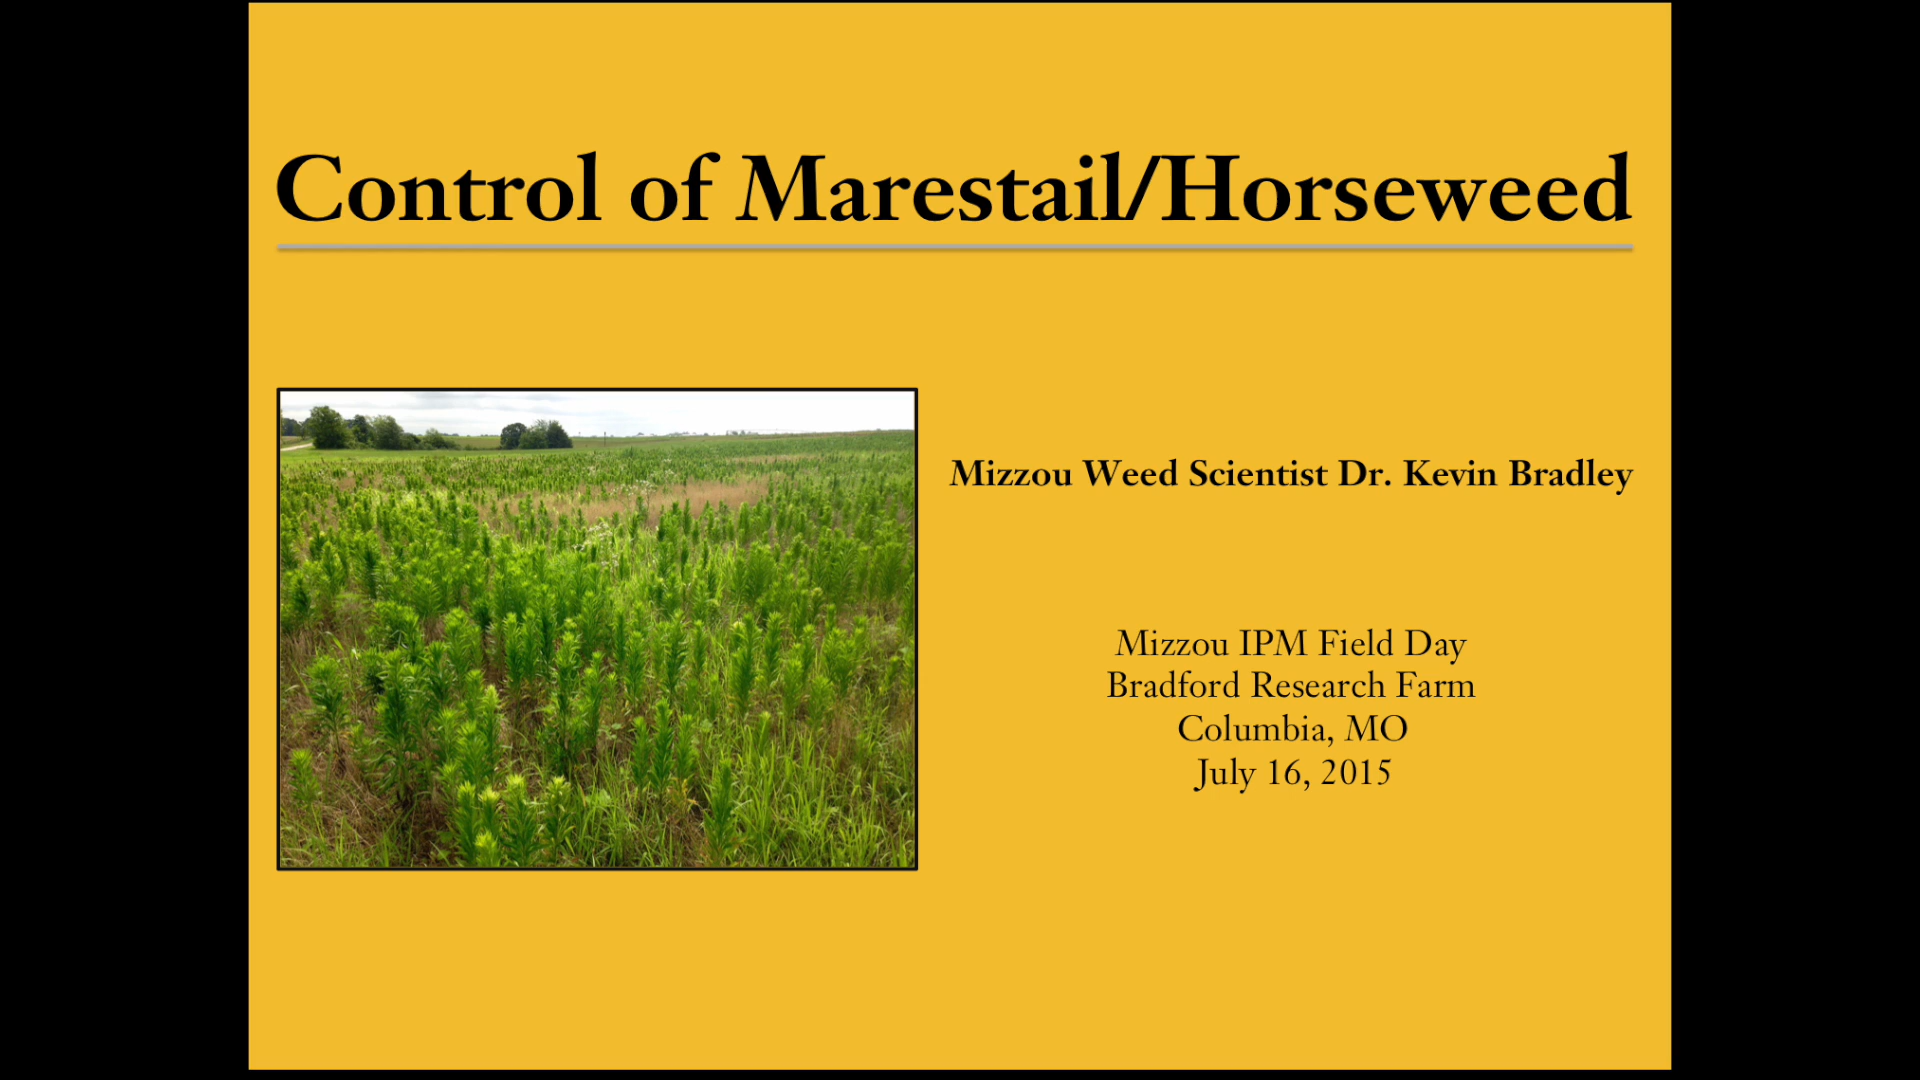 Control of Marestail/Horseweed
Mizzou Weed Scientist Dr. Kevin Bradley
Mizzou IPM Field Day
Bradford Research Farm
Columbia, MO
July 16, 2015